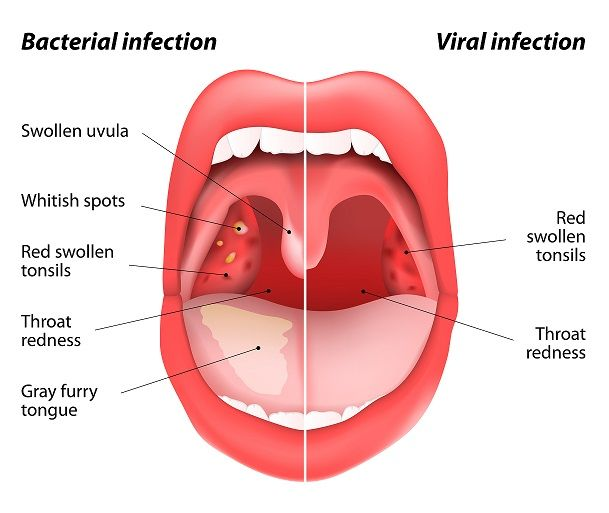 Bacterial infection
Viral infection
Swollen uvula
Whitish spots
Red swollen
tonsils
Throat
redness
Gray furry
tongue
Red
swollen
tonsils
Throat
redness